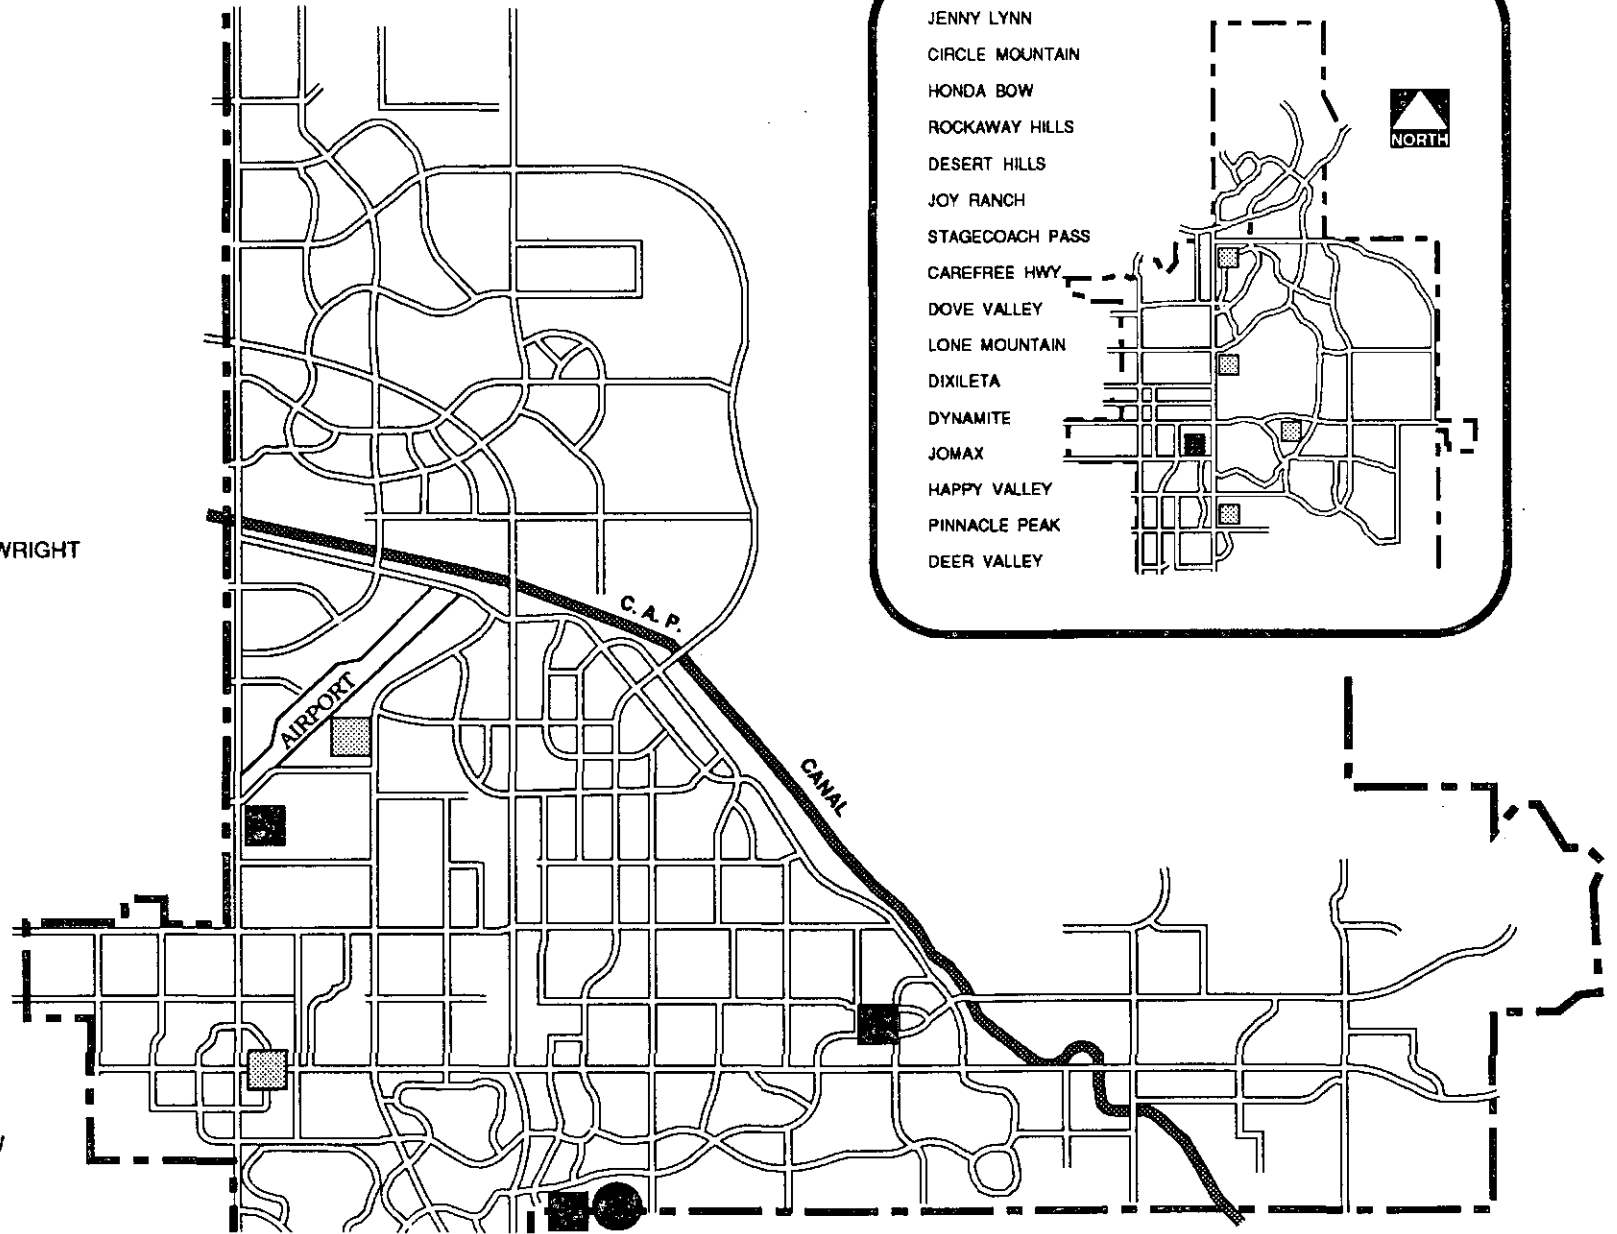 JENNY LYNN
CIRCLE MOUNTAIN
HONDA BOW
ROCKAWAY HILLS
DESERT HILLS
JOY RANCH
STAGECOACH PASS
CAREFREE HWY
DOVE VALLEY
LONE MOUNTAIN
DIXILETA
DYNAMITE
JOMAX
HAPPY VALLEY
PINNACLE PEAK
DEER VALLEY
NORTH
WRIGHT
C. A. P.
CANAL
AIRPORT